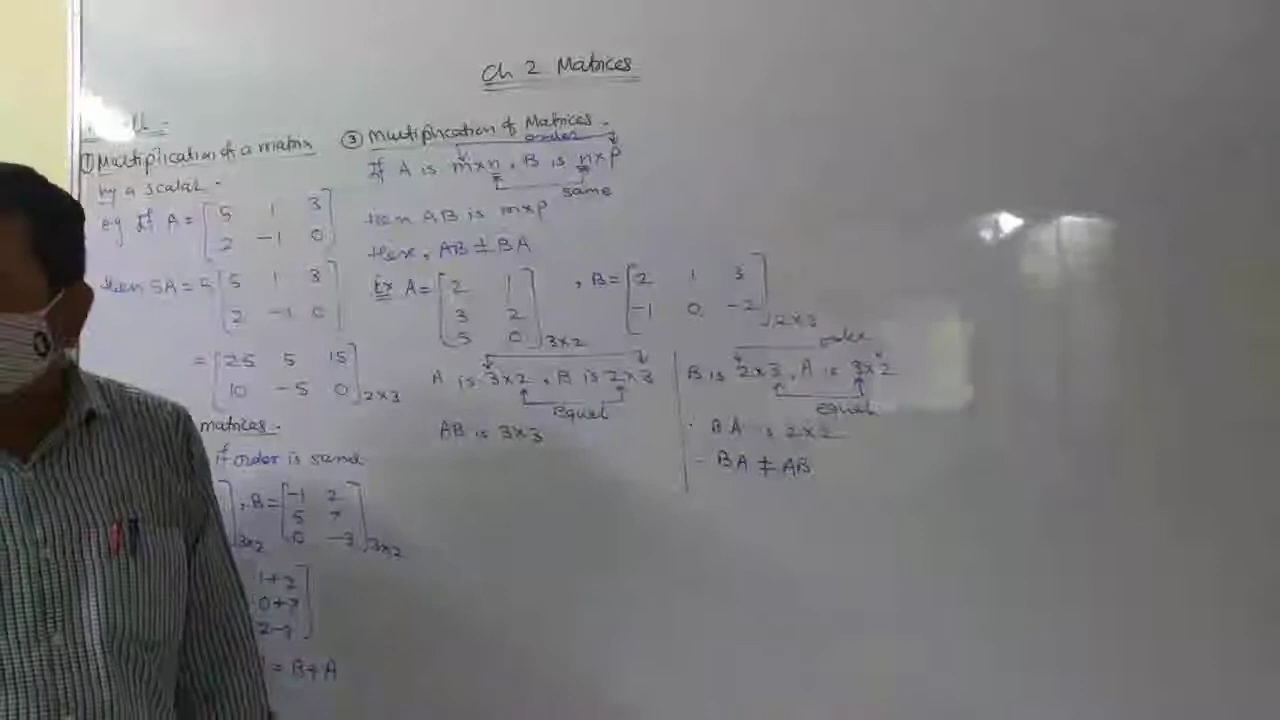 Ch 2 Matrices
① Multiplication of a matrix
by a scalar -
eg If A = [ 5 1 3
2 -1 0 ]
then 5A = 5 [ 5 1 3
2 -1 0 ]
= [ 25 5 15
10 -5 0 ] 2×3
matrices -
if order is same
, B = [ -1 2
5 7
3×2 0 -3 ] 3×2
1+2
0+7
= B+A
③ Multiplication of Matrices -
order
If A is m×n, B is n×p
same
then AB is m×p
Here, AB ≠ BA
Ex A = [ 2 1
3 2
5 0 ] 3×2
, B = [ 2 1 3
-1 0 -2 ] 2×3
A is 3×2, B is 2×3
equal
AB is 3×3
order
B is 2×3, A is 3×2
equal
BA is 2×2
- BA ≠ AB